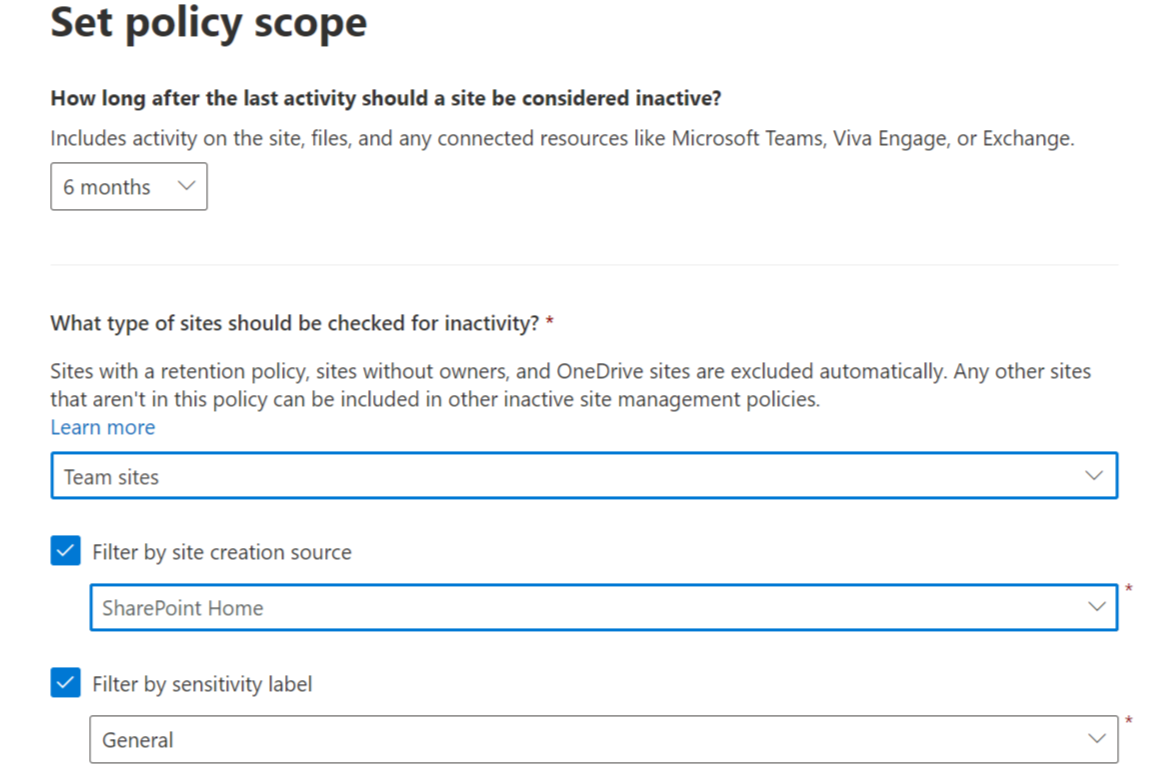 Set policy scope
How long after the last activity should a site be considered inactive?
Includes activity on the site, files, and any connected resources like Microsoft Teams, Viva Engage, or Exchange.
6 months
What type of sites should be checked for inactivity? *
Sites with a retention policy, sites without owners, and OneDrive sites are excluded automatically. Any other sites
that aren't in this policy can be included in other inactive site management policies.
Learn more
Team sites
Filter by site creation source
SharePoint Home *
Filter by sensitivity label
General *